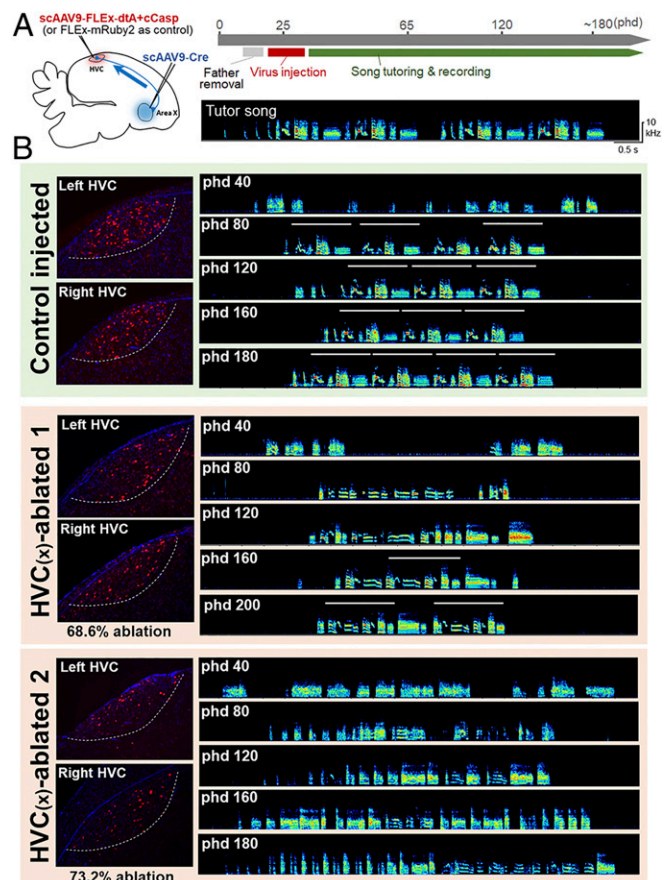 A
scAAV9-FLEx-dtA+cCasp
(or FLEx-mRuby2 as control)
scAAV9-Cre
HVC
Area X
0 25 65 120 ~180 (phd)
Father removal
Virus injection
Song tutoring & recording
Tutor song
10
kHz
0.5 s
B
Control injected
Left HVC
Right HVC
phd 40
phd 80
phd 120
phd 160
phd 180
HVC(x)-ablated 1
Left HVC
Right HVC
68.6% ablation
phd 40
phd 80
phd 120
phd 160
phd 200
HVC(x)-ablated 2
Left HVC
Right HVC
73.2% ablation
phd 40
phd 80
phd 120
phd 160
phd 180